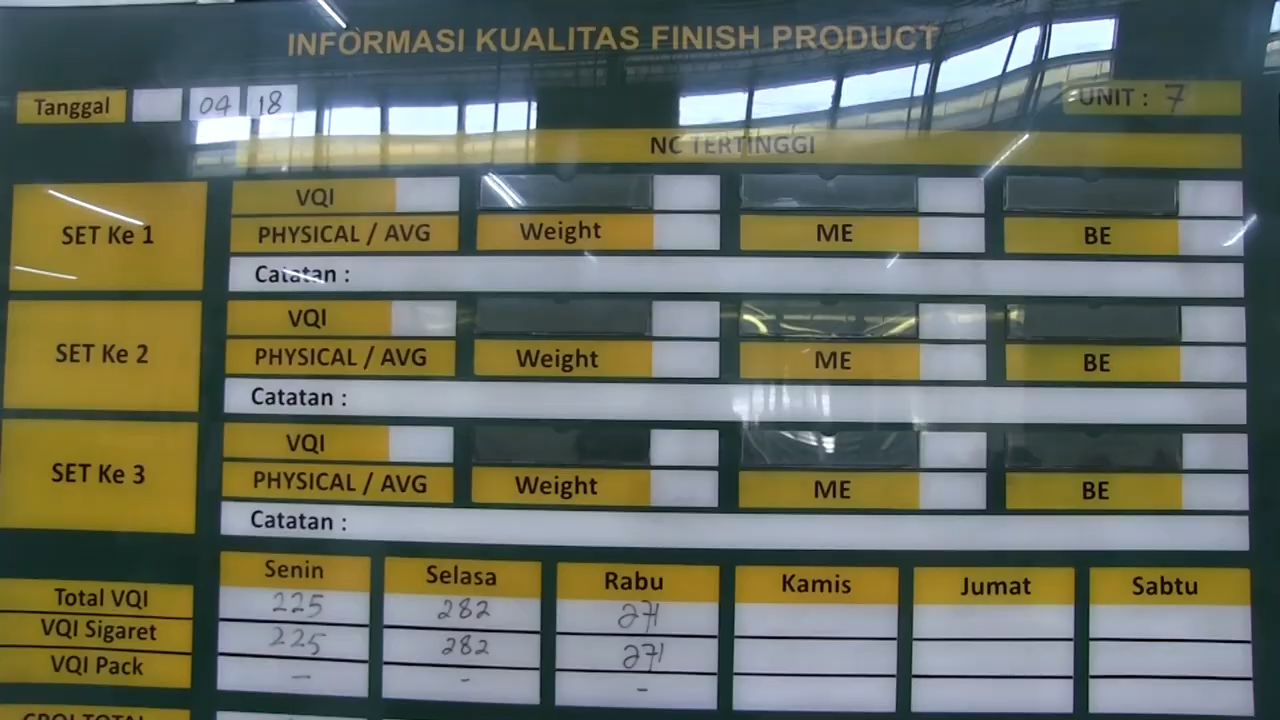 INFORMASI KUALITAS FINISH PRODUCT
Tanggal 04 18 UNIT : 7
NC TERTINGGI
SET Ke 1
VQI
PHYSICAL / AVG Weight ME BE
Catatan :
SET Ke 2
VQI
PHYSICAL / AVG Weight ME BE
Catatan :
SET Ke 3
VQI
PHYSICAL / AVG Weight ME BE
Catatan :
Senin Selasa Rabu Kamis Jumat Sabtu
Total VQI 225 282 271
VQI Sigaret 225 282 271
VQI Pack - - -